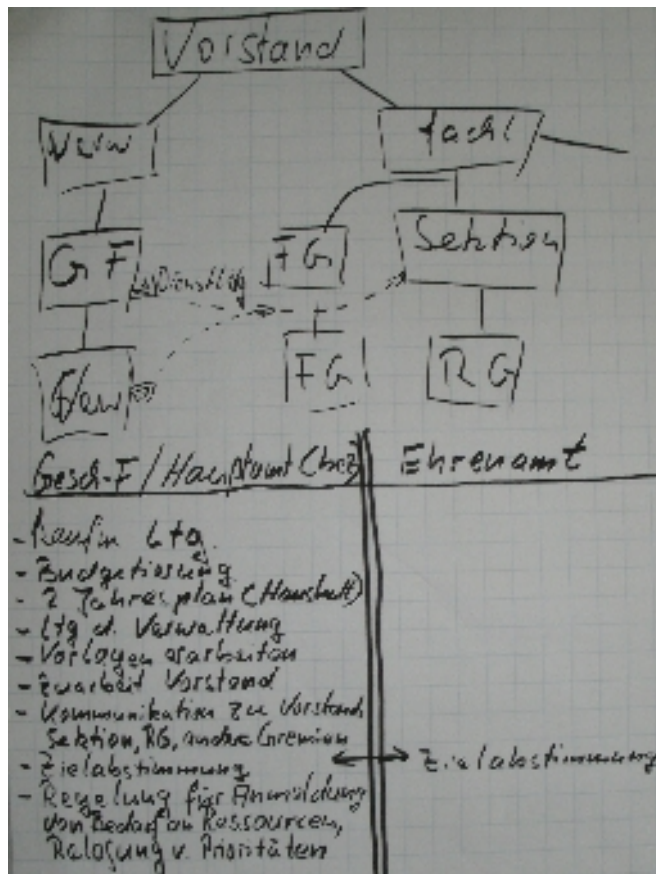 Vorstand
Verw fachl
GF FG Sektion
FG RG
Gesch-F / Hauptamt (bez) Ehrenamt
- Kaufm Ltg.
- Budgetierung
- 2 Jahresplan (Haushalt)
- Ltg d. Verwaltung
- Vorlagen erarbeiten
- Zuarbeit Vorstand
- Kommunikation zu Vorstand
Sektion, RG, andere Gremien
- Zielabstimmung Zielabstimmung
- Regelung für Anmeldung
von Bedarf an Ressourcen,
v. Prioritäten